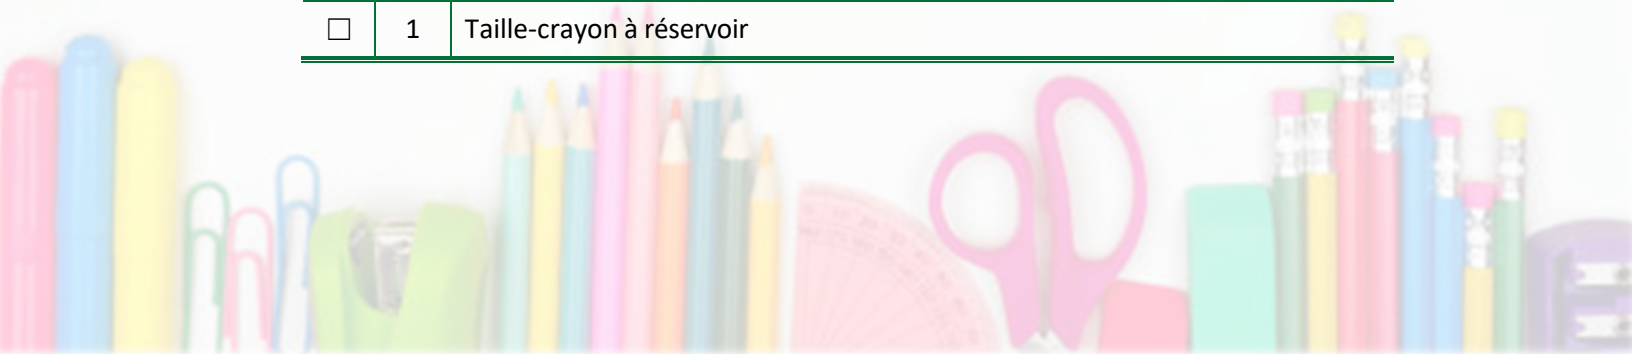 ☐ 1 Taille-crayon à réservoir